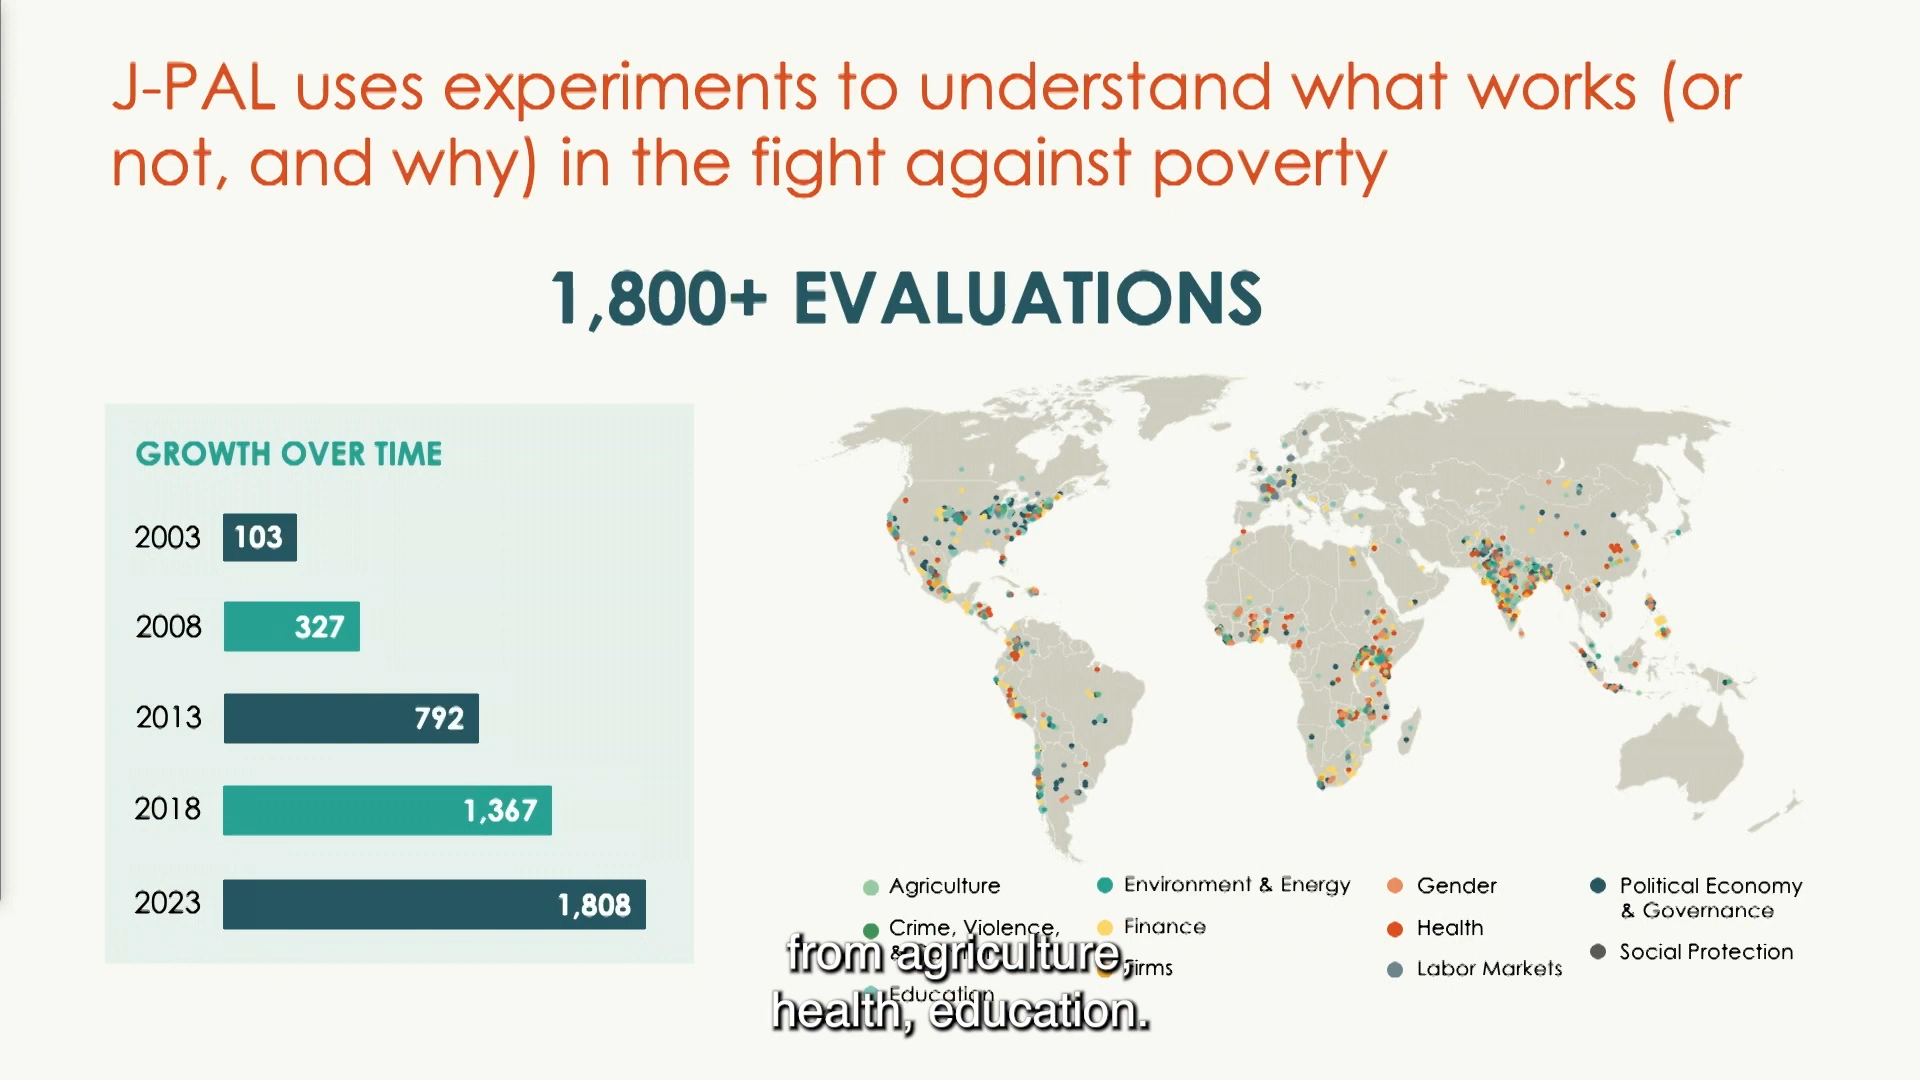 J-PAL uses experiments to understand what works (or
not, and why) in the fight against poverty
1,800+ EVALUATIONS
GROWTH OVER TIME
2003 103
2008 327
2013 792
2018 1,367
2023 1,808
Agriculture
Crime, Violence,
&
Education
Environment & Energy
Finance
Firms
Gender
Health
Labor Markets
Political Economy
& Governance
Social Protection
from agriculture,
health, education.